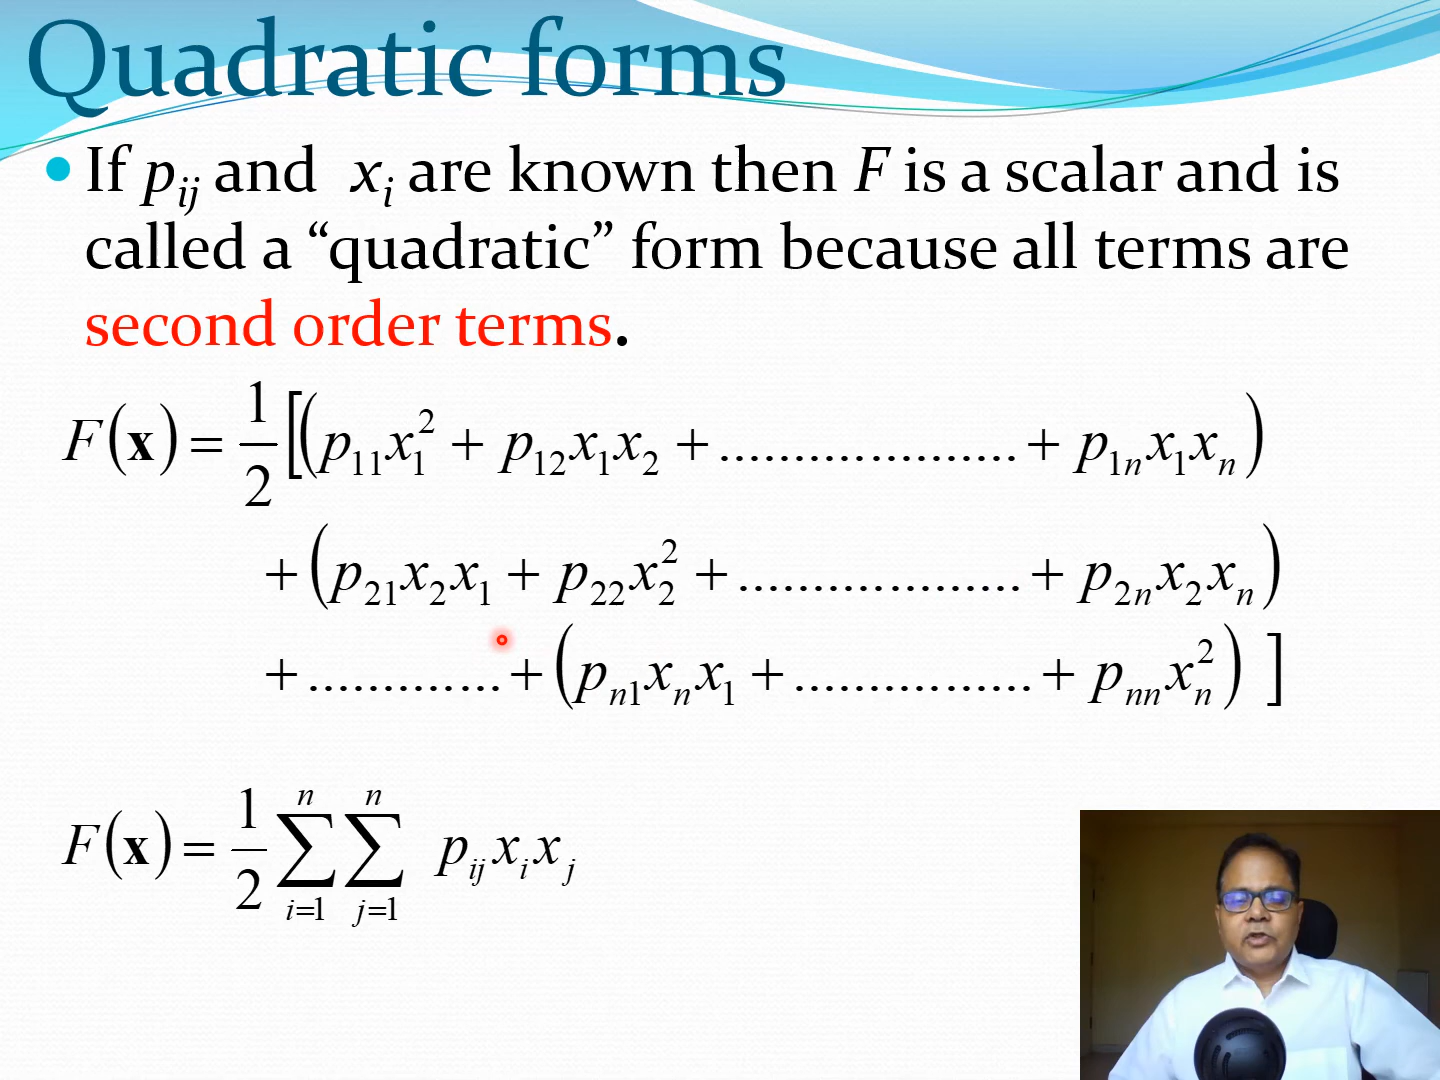 Quadratic forms
• If p_ij and x_i are known then F is a scalar and is
called a “quadratic” form because all terms are
second order terms.
F(x) = 1/2 [(p_11 x_1^2 + p_12 x_1 x_2 + .................... + p_1n x_1 x_n)
+ (p_21 x_2 x_1 + p_22 x_2^2 + ................... + p_2n x_2 x_n)
+ ............. + (p_n1 x_n x_1 + ................ + p_nn x_n^2) ]
F(x) = 1/2 ∑_{i=1}^{n} ∑_{j=1}^{n} p_ij x_i x_j